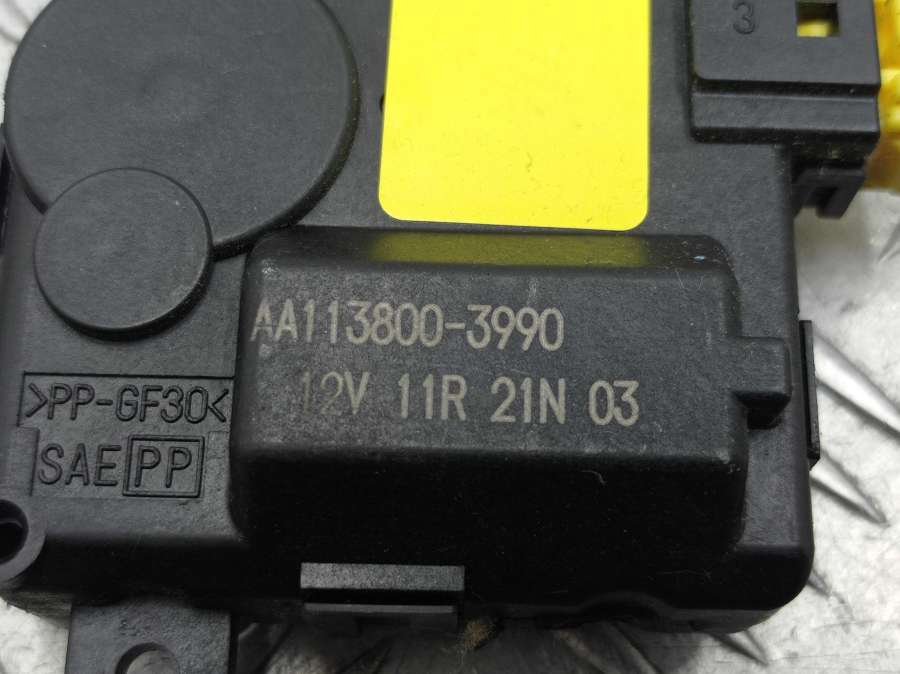 3
AA113800-3990
12V 11R 21N 03
>PP-GF30<
SAE PP